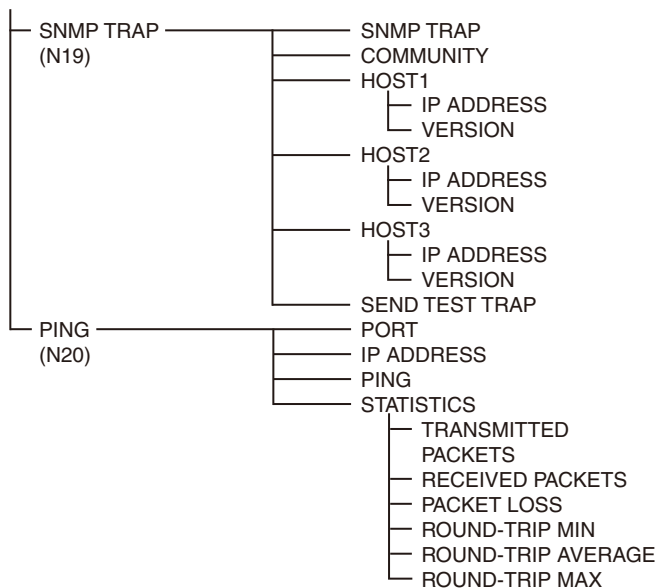 SNMP TRAP
(N19)
SNMP TRAP
COMMUNITY
HOST1
IP ADDRESS
VERSION
HOST2
IP ADDRESS
VERSION
HOST3
IP ADDRESS
VERSION
SEND TEST TRAP
PING
(N20)
PORT
IP ADDRESS
PING
STATISTICS
TRANSMITTED
PACKETS
RECEIVED PACKETS
PACKET LOSS
ROUND-TRIP MIN
ROUND-TRIP AVERAGE
ROUND-TRIP MAX